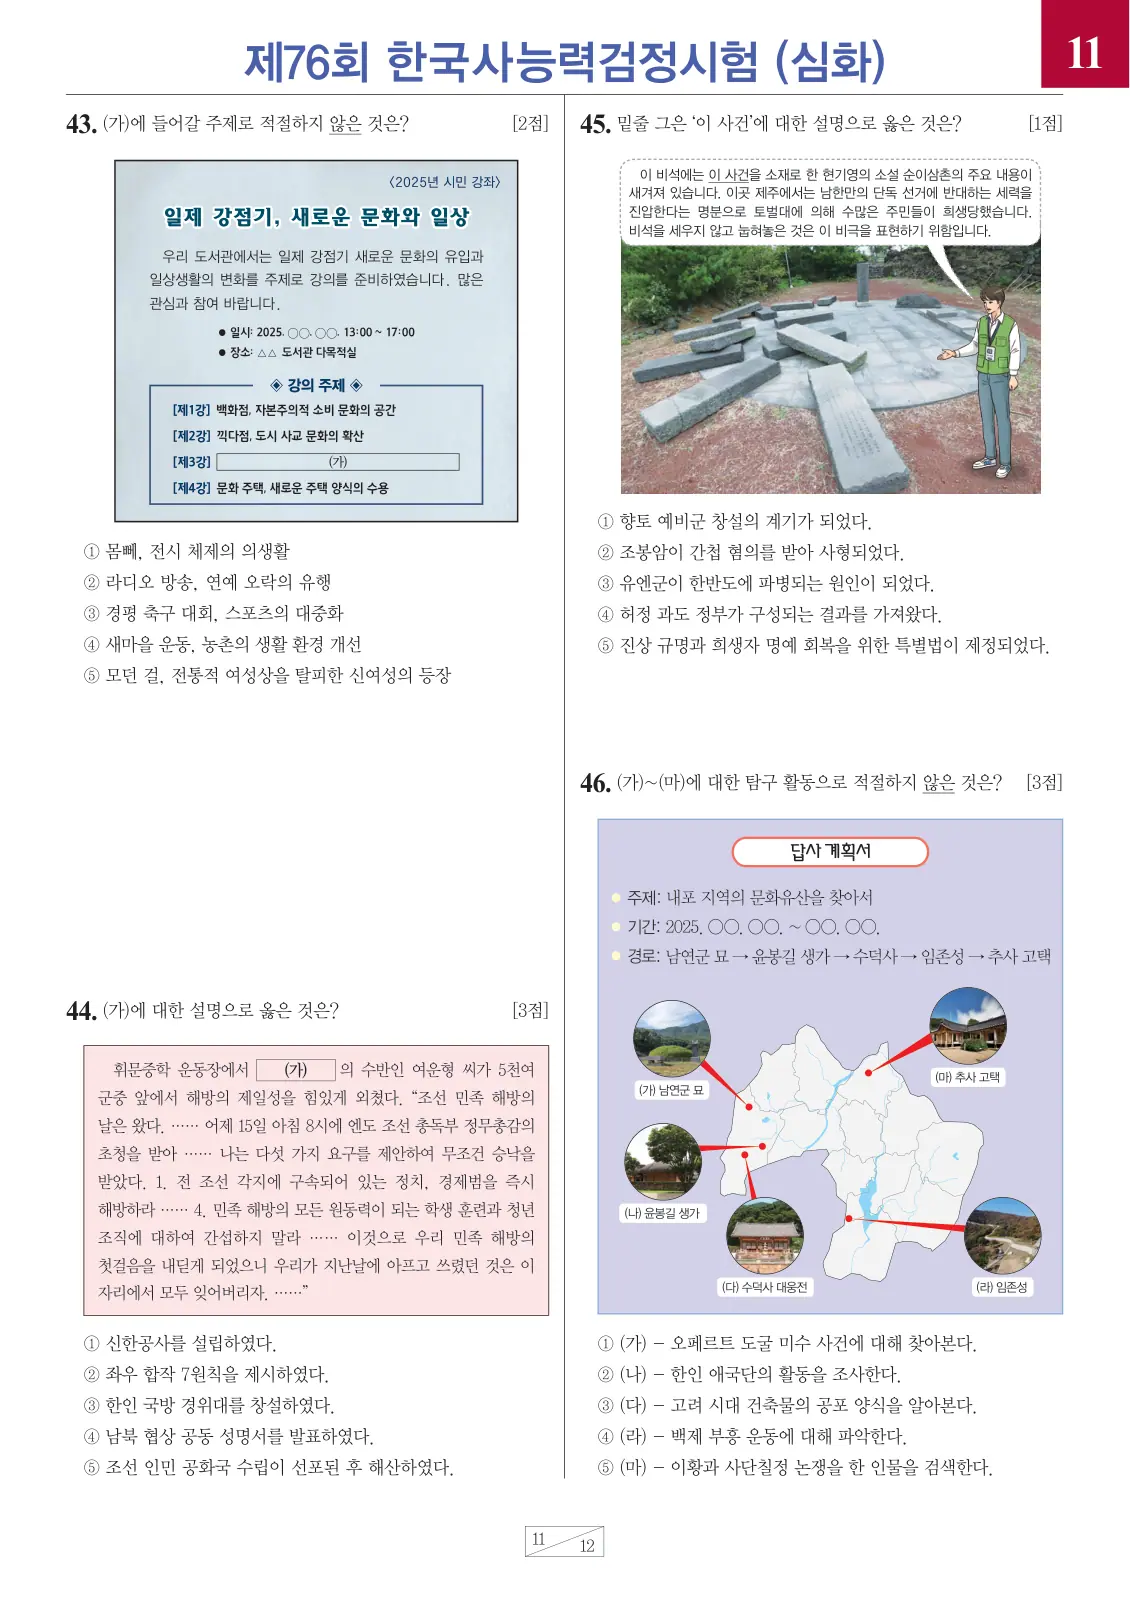 제76회 한국사능력검정시험 (심화)
11
43. (가)에 들어갈 주제로 적절하지 않은 것은? [2점]
<2025년 시민 강좌>
일제 강점기, 새로운 문화와 일상
우리 도서관에서는 일제 강점기 새로운 문화의 유입과
일상생활의 변화를 주제로 강의를 준비하였습니다. 많은
관심과 참여 바랍니다.
● 일시: 2025. ○○. ○○. 13:00 ~ 17:00
● 장소: △△ 도서관 다목적실
◈ 강의 주제 ◈
[제1강] 백화점, 자본주의적 소비 문화의 공간
[제2강] 끽다점, 도시 사교 문화의 확산
[제3강] (가)
[제4강] 문화 주택, 새로운 주택 양식의 수용
① 몸뻬, 전시 체제의 의생활
② 라디오 방송, 연예 오락의 유행
③ 경평 축구 대회, 스포츠의 대중화
④ 새마을 운동, 농촌의 생활 환경 개선
⑤ 모던 걸, 전통적 여성상을 탈피한 신여성의 등장
44. (가)에 대한 설명으로 옳은 것은? [3점]
휘문중학 운동장에서 (가) 의 수반인 여운형 씨가 5천여
군중 앞에서 해방의 제일성을 힘있게 외쳤다. “조선 민족 해방의
날은 왔다. …… 어제 15일 아침 8시에 엔도 조선 총독부 정무총감의
초청을 받아 …… 나는 다섯 가지 요구를 제안하여 무조건 승낙을
받았다. 1. 전 조선 각지에 구속되어 있는 정치, 경제범을 즉시
해방하라 …… 4. 민족 해방의 모든 원동력이 되는 학생 훈련과 청년
조직에 대하여 간섭하지 말라 …… 이것으로 우리 민족 해방의
첫걸음을 내딛게 되었으니 우리가 지난날에 아프고 쓰렸던 것은 이
자리에서 모두 잊어버리자. ……”
① 신한공사를 설립하였다.
② 좌우 합작 7원칙을 제시하였다.
③ 한인 국방 경위대를 창설하였다.
④ 남북 협상 공동 성명서를 발표하였다.
⑤ 조선 인민 공화국 수립이 선포된 후 해산하였다.
45. 밑줄 그은 ‘이 사건’에 대한 설명으로 옳은 것은? [1점]
이 비석에는 이 사건을 소재로 한 현기영의 소설 순이삼촌의 주요 내용이
새겨져 있습니다. 이곳 제주에서는 남한만의 단독 선거에 반대하는 세력을
진압한다는 명분으로 토벌대에 의해 수많은 주민들이 희생당했습니다.
비석을 세우지 않고 눕혀놓은 것은 이 비극을 표현하기 위함입니다.
① 향토 예비군 창설의 계기가 되었다.
② 조봉암이 간첩 혐의를 받아 사형되었다.
③ 유엔군이 한반도에 파병되는 원인이 되었다.
④ 허정 과도 정부가 구성되는 결과를 가져왔다.
⑤ 진상 규명과 희생자 명예 회복을 위한 특별법이 제정되었다.
46. (가)~(마)에 대한 탐구 활동으로 적절하지 않은 것은? [3점]
답사 계획서
주제: 내포 지역의 문화유산을 찾아서
기간: 2025. ○○. ○○. ~ ○○. ○○.
경로: 남연군 묘 → 윤봉길 생가 → 수덕사 → 임존성 → 추사 고택
(가) 남연군 묘
(마) 추사 고택
(나) 윤봉길 생가
(다) 수덕사 대웅전
(라) 임존성
① (가) – 오페르트 도굴 미수 사건에 대해 찾아본다.
② (나) – 한인 애국단의 활동을 조사한다.
③ (다) – 고려 시대 건축물의 공포 양식을 알아본다.
④ (라) – 백제 부흥 운동에 대해 파악한다.
⑤ (마) – 이황과 사단칠정 논쟁을 한 인물을 검색한다.
11
12